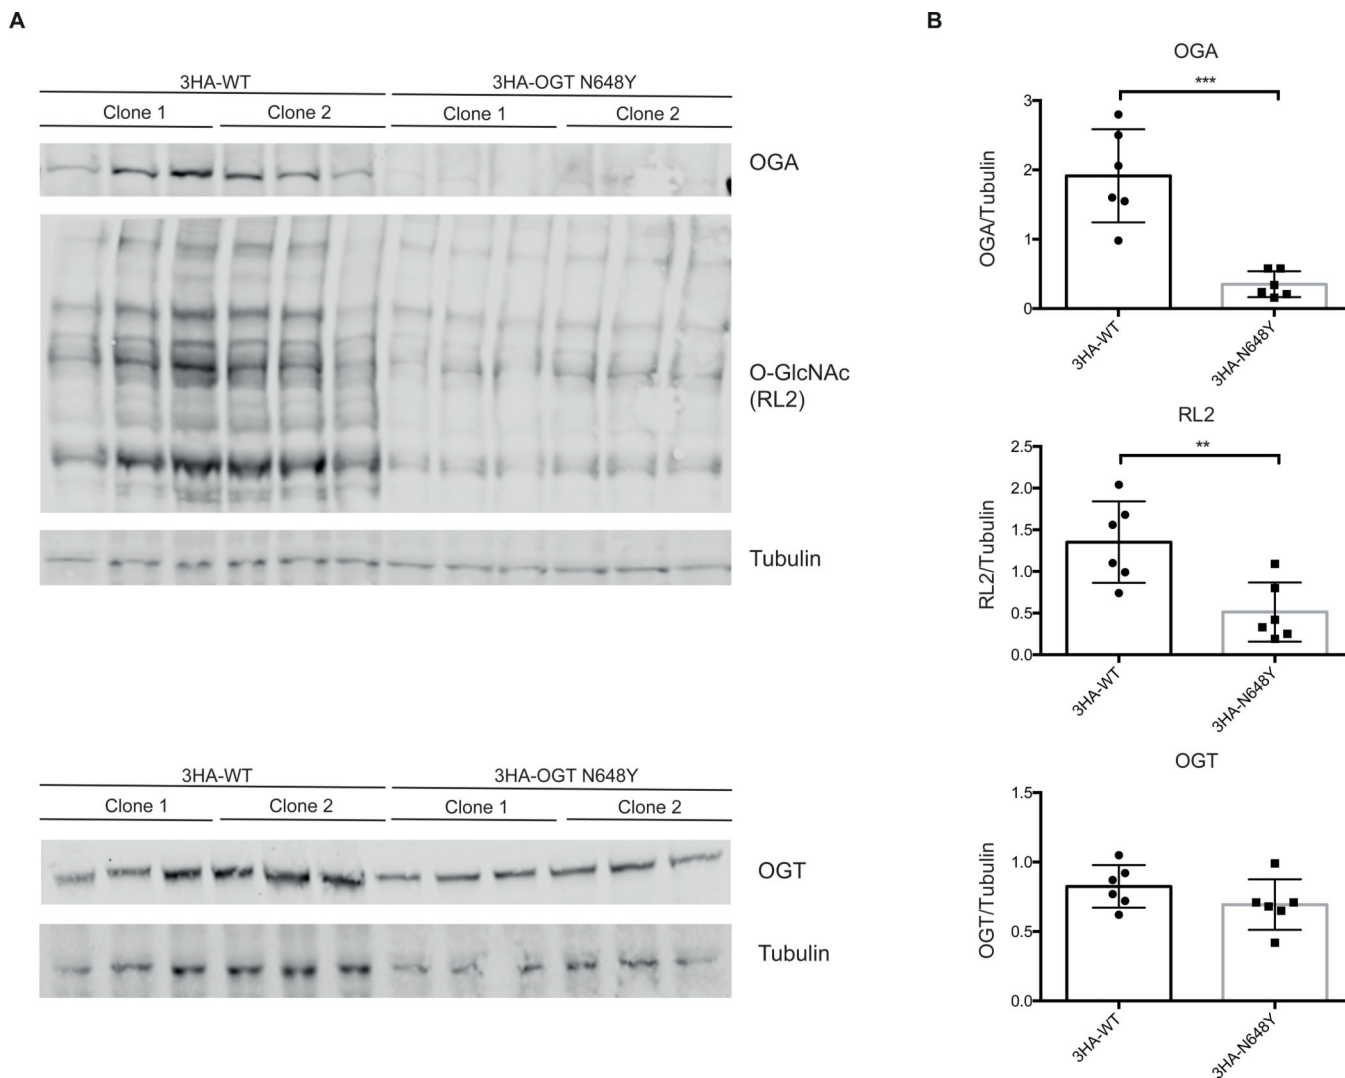 A
3HA-WT 3HA-OGT N648Y
Clone 1 Clone 2 Clone 1 Clone 2
OGA
O-GlcNAc
(RL2)
Tubulin
3HA-WT 3HA-OGT N648Y
Clone 1 Clone 2 Clone 1 Clone 2
OGT
Tubulin
B
OGA
***
OGA/Tubulin
3
2
1
0
3HA-WT 3HA-N648Y
RL2
**
RL2/Tubulin
2.5
2.0
1.5
1.0
0.5
0.0
3HA-WT 3HA-N648Y
OGT
OGT/Tubulin
1.5
1.0
0.5
0.0
3HA-WT 3HA-N648Y